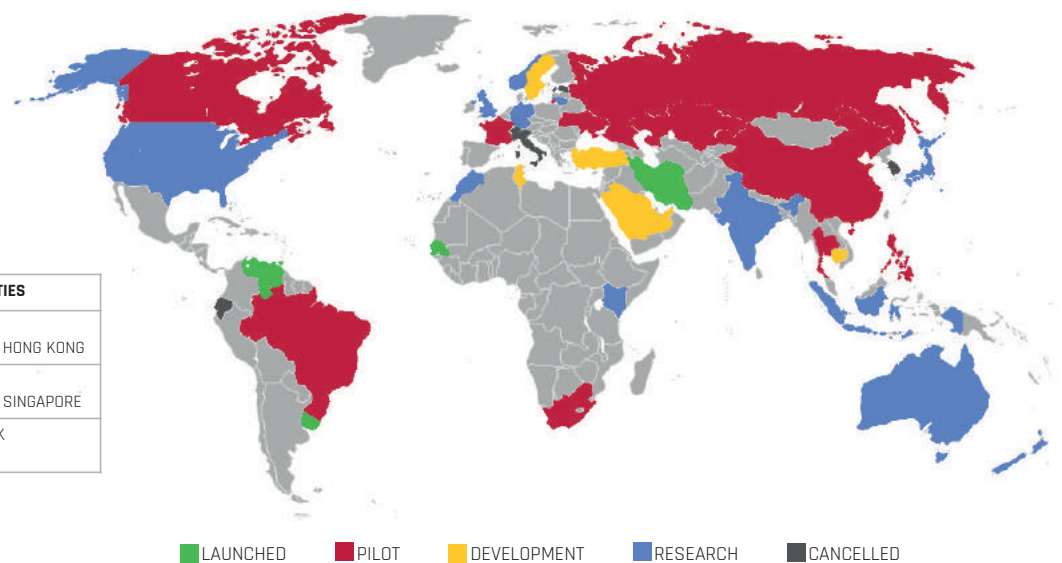 TIES
HONG KONG
SINGAPORE
K
LAUNCHED
PILOT
DEVELOPMENT
RESEARCH
CANCELLED